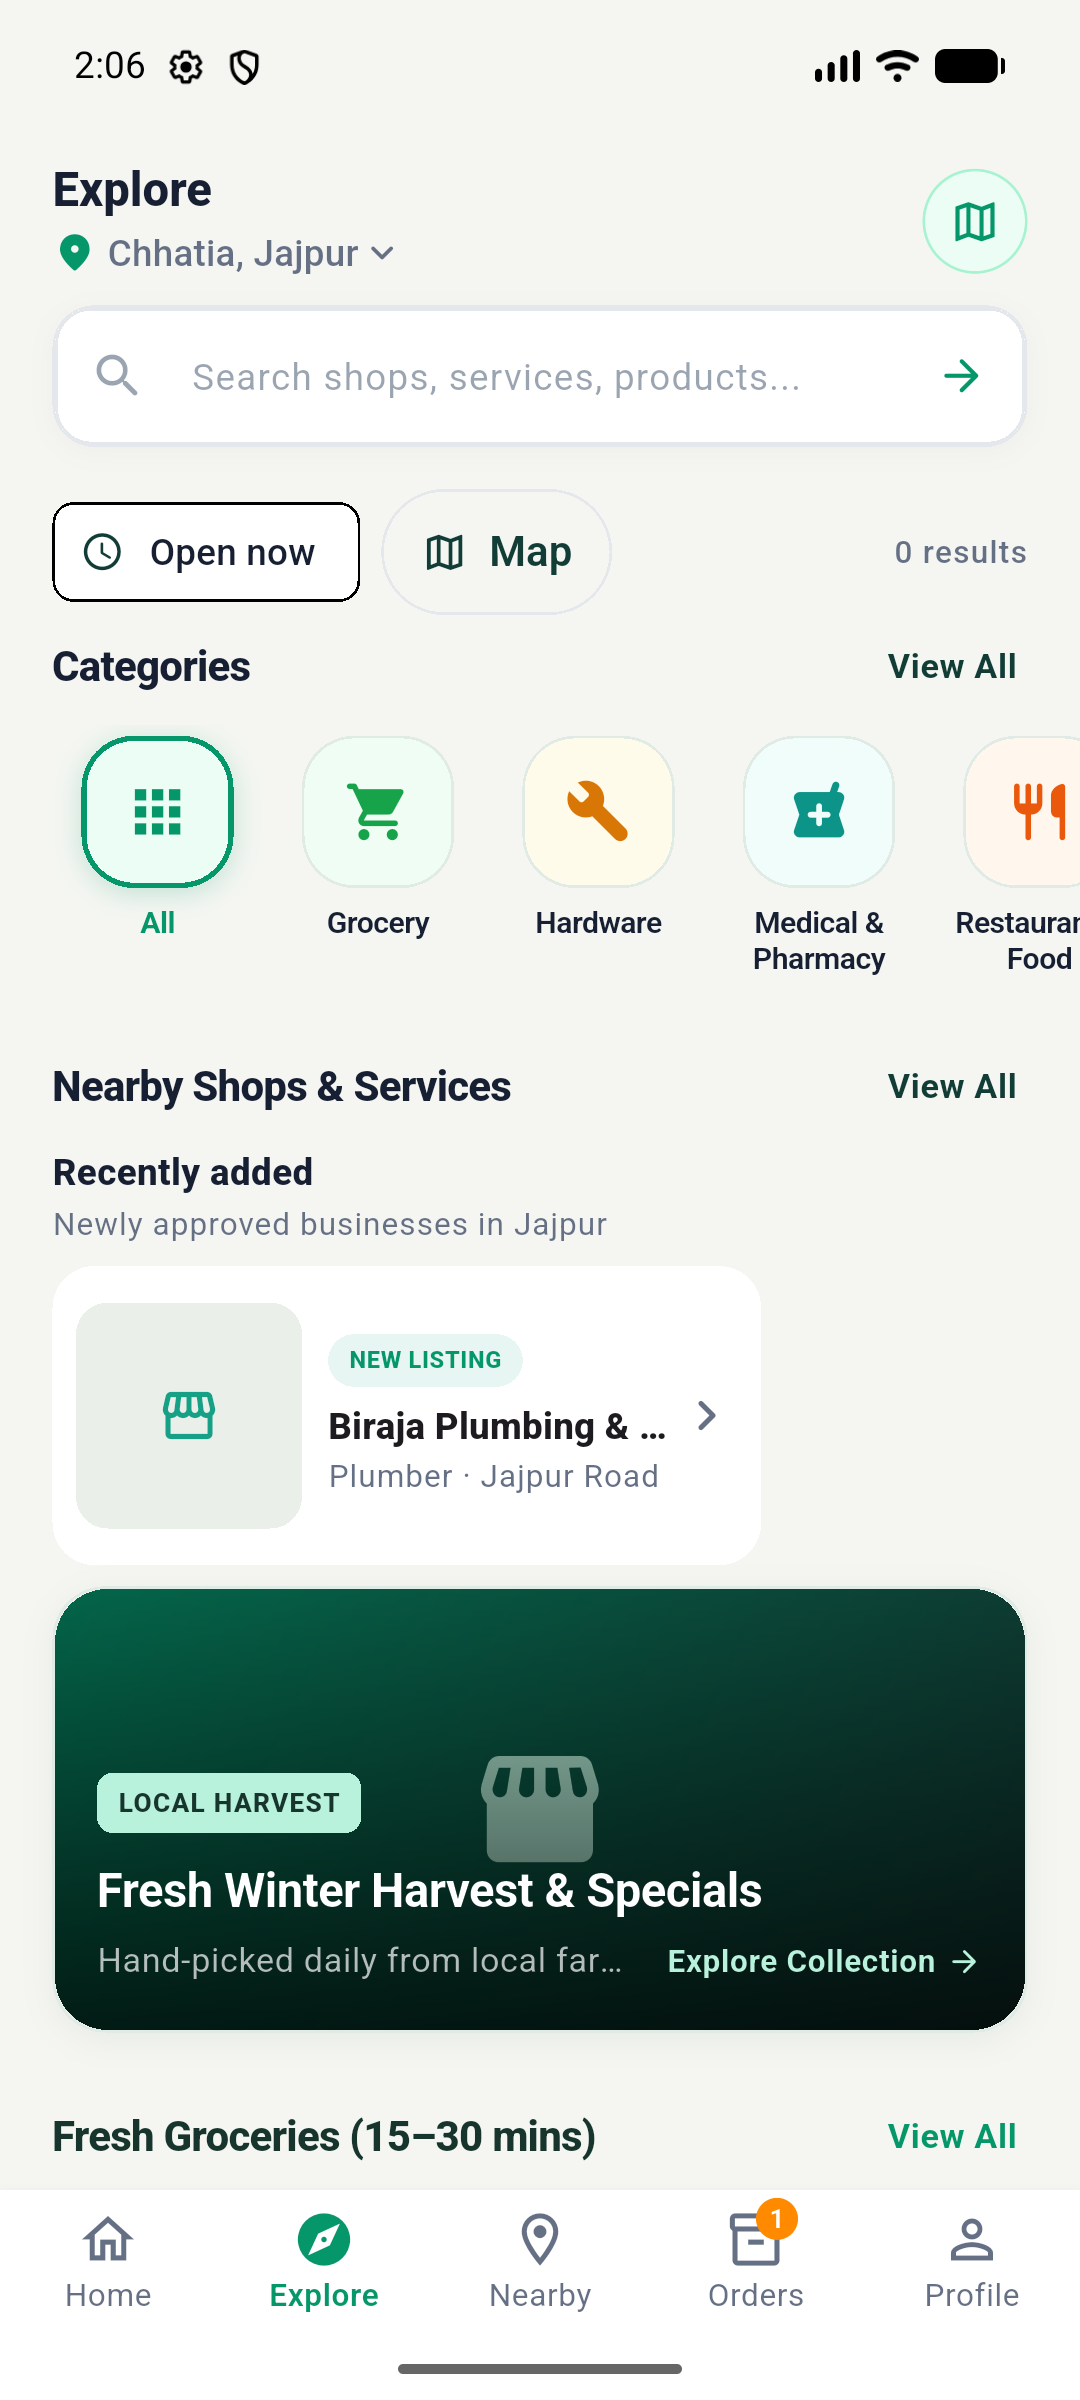 2:06
Explore
Chhatia, Jajpur
Search shops, services, products...
Open now
Map
0 results
Categories
View All
All
Grocery
Hardware
Medical &
Pharmacy
Restauran
Food
Nearby Shops & Services
View All
Recently added
Newly approved businesses in Jajpur
NEW LISTING
Biraja Plumbing & ...
Plumber · Jajpur Road
LOCAL HARVEST
Fresh Winter Harvest & Specials
Hand-picked daily from local far...
Explore Collection
Fresh Groceries (15–30 mins)
View All
1
Home
Explore
Nearby
Orders
Profile